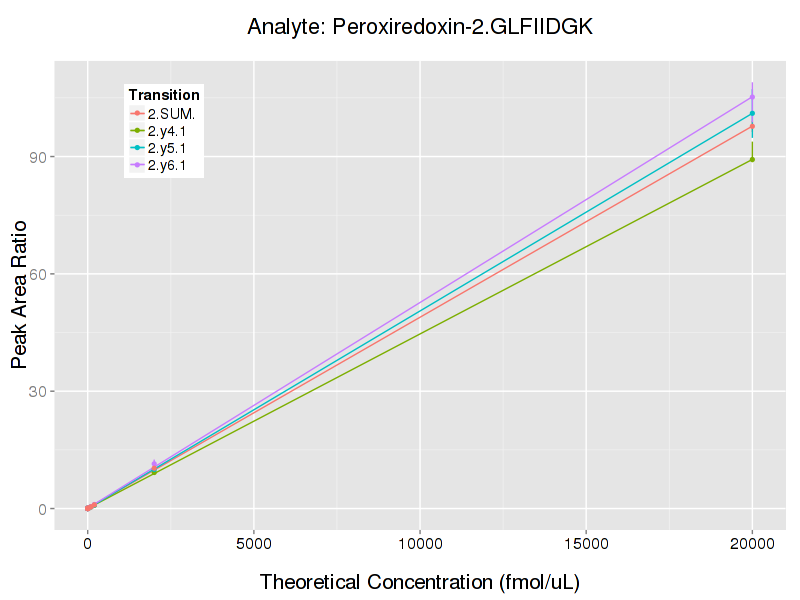 Analyte: Peroxiredoxin-2.GLFIIDGK
Transition
2.SUM.
2.y4.1
2.y5.1
2.y6.1
Peak Area Ratio
90
60
30
0
0 5000 10000 15000 20000
Theoretical Concentration (fmol/uL)